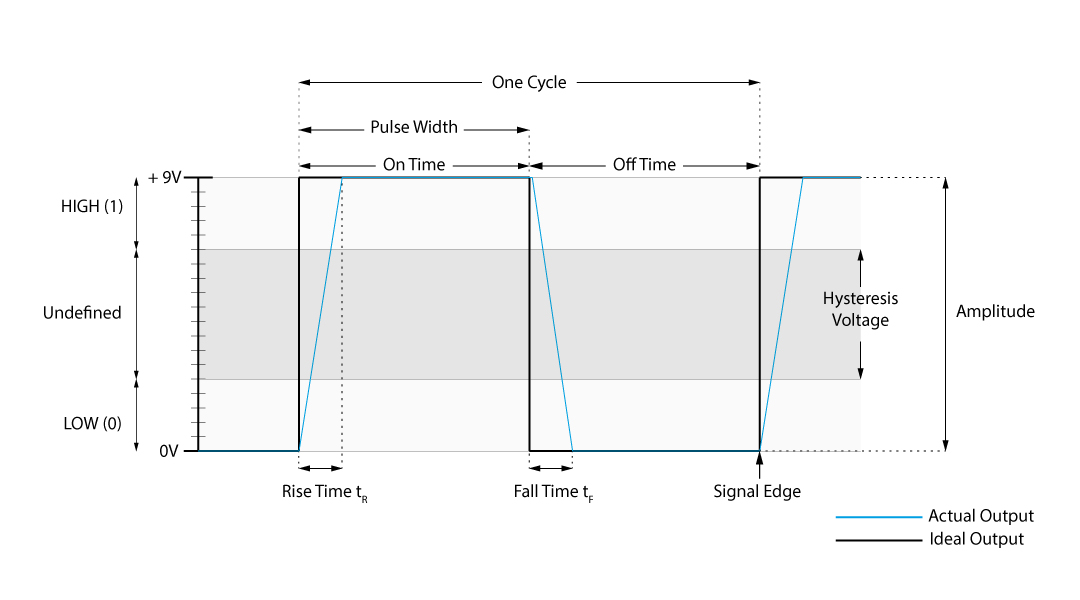 One Cycle
Pulse Width
On Time
Off Time
+ 9V
HIGH (1)
Undefined
Hysteresis
Voltage
Amplitude
LOW (0)
0V
Rise Time tR
Fall Time tF
Signal Edge
Actual Output
Ideal Output